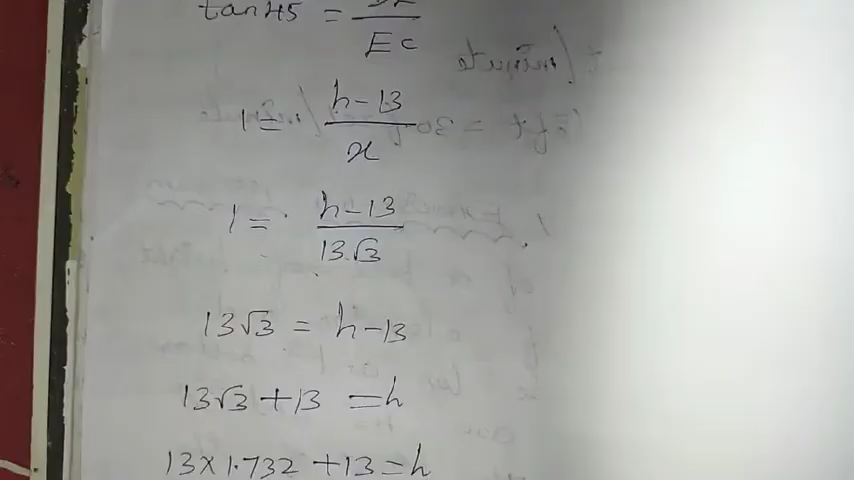 tan45 = / EC
1 = h-13 / x
1 = h-13 / 13√3
13√3 = h-13
13√3 + 13 = h
13×1.732 + 13 = h